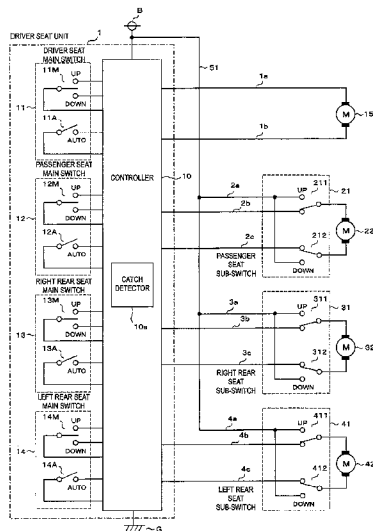 B
DRIVER SEAT UNIT
1
DRIVER SEAT
MAIN SWITCH
11M
UP
DOWN
11
11A
AUTO
PASSENGER SEAT
MAIN SWITCH
12M
UP
DOWN
12
12A
AUTO
RIGHT REAR SEAT
MAIN SWITCH
13M
UP
DOWN
13
13A
AUTO
LEFT REAR SEAT
MAIN SWITCH
14M
UP
DOWN
14
14A
AUTO
CONTROLLER
10
CATCH
DETECTOR
10a
G
51
1a
1b
M
15
2a
2b
2c
PASSENGER
SEAT
SUB-SWITCH
UP
211
21
212
DOWN
M
22
3a
3b
3c
RIGHT REAR
SEAT
SUB-SWITCH
UP
311
31
312
DOWN
M
32
4a
4b
4c
LEFT REAR
SEAT
SUB-SWITCH
UP
411
41
412
DOWN
M
42